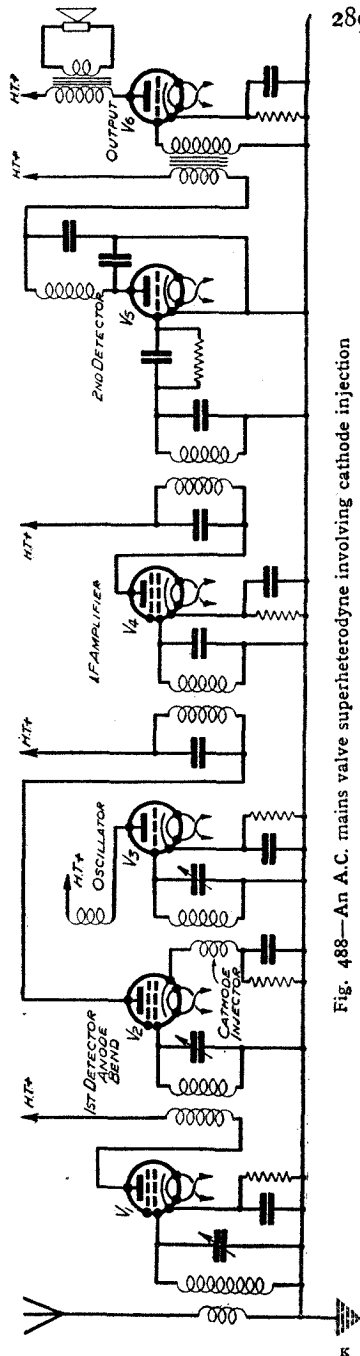 289
H.T.+
H.T.+
OUTPUT
V6
2ND DETECTOR
V5
H.T.+
I.F AMPLIFIER
V4
H.T.+
H.T.+
OSCILLATOR
V3
1ST DETECTOR
ANODE
BEND
V2
CATHODE
INJECTOR
H.T.+
V1
Fig. 488—An A.C. mains valve superheterodyne involving cathode injection
K